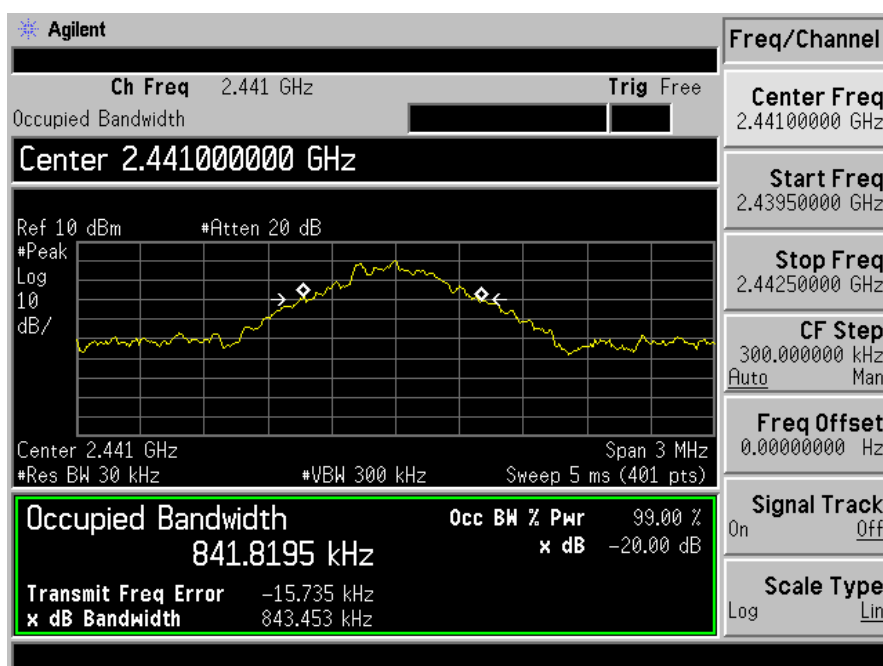 Agilent
Freq/Channel
Ch Freq 2.441 GHz Trig Free
Occupied Bandwidth
Center 2.441000000 GHz
Ref 10 dBm #Atten 20 dB
#Peak
Log
10
dB/
Center 2.441 GHz Span 3 MHz
#Res BW 30 kHz #VBW 300 kHz Sweep 5 ms (401 pts)
Occupied Bandwidth
841.8195 kHz
Occ BW % Pwr 99.00 %
x dB -20.00 dB
Transmit Freq Error -15.735 kHz
x dB Bandwidth 843.453 kHz
Center Freq
2.44100000 GHz
Start Freq
2.43950000 GHz
Stop Freq
2.44250000 GHz
CF Step
300.000000 kHz
Auto Man
Freq Offset
0.00000000 Hz
Signal Track
On Off
Scale Type
Log Lin